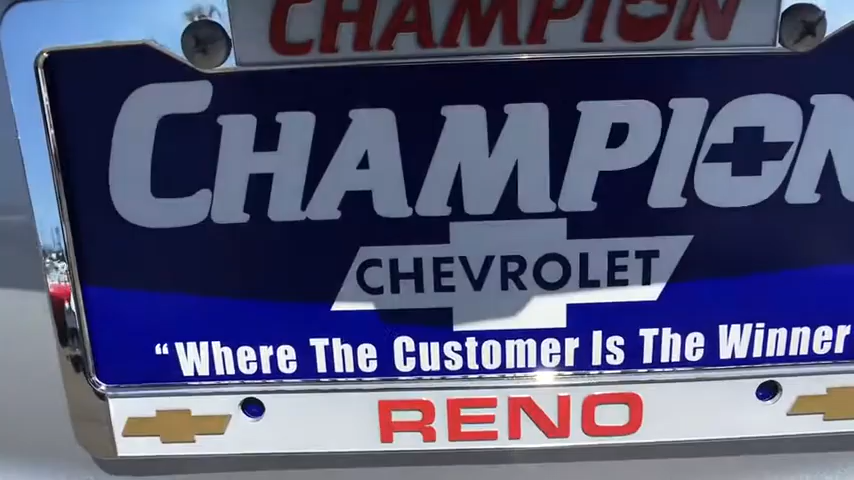 CHAMPION
CHAMPION
CHEVROLET
"Where The Customer Is The Winner
RENO